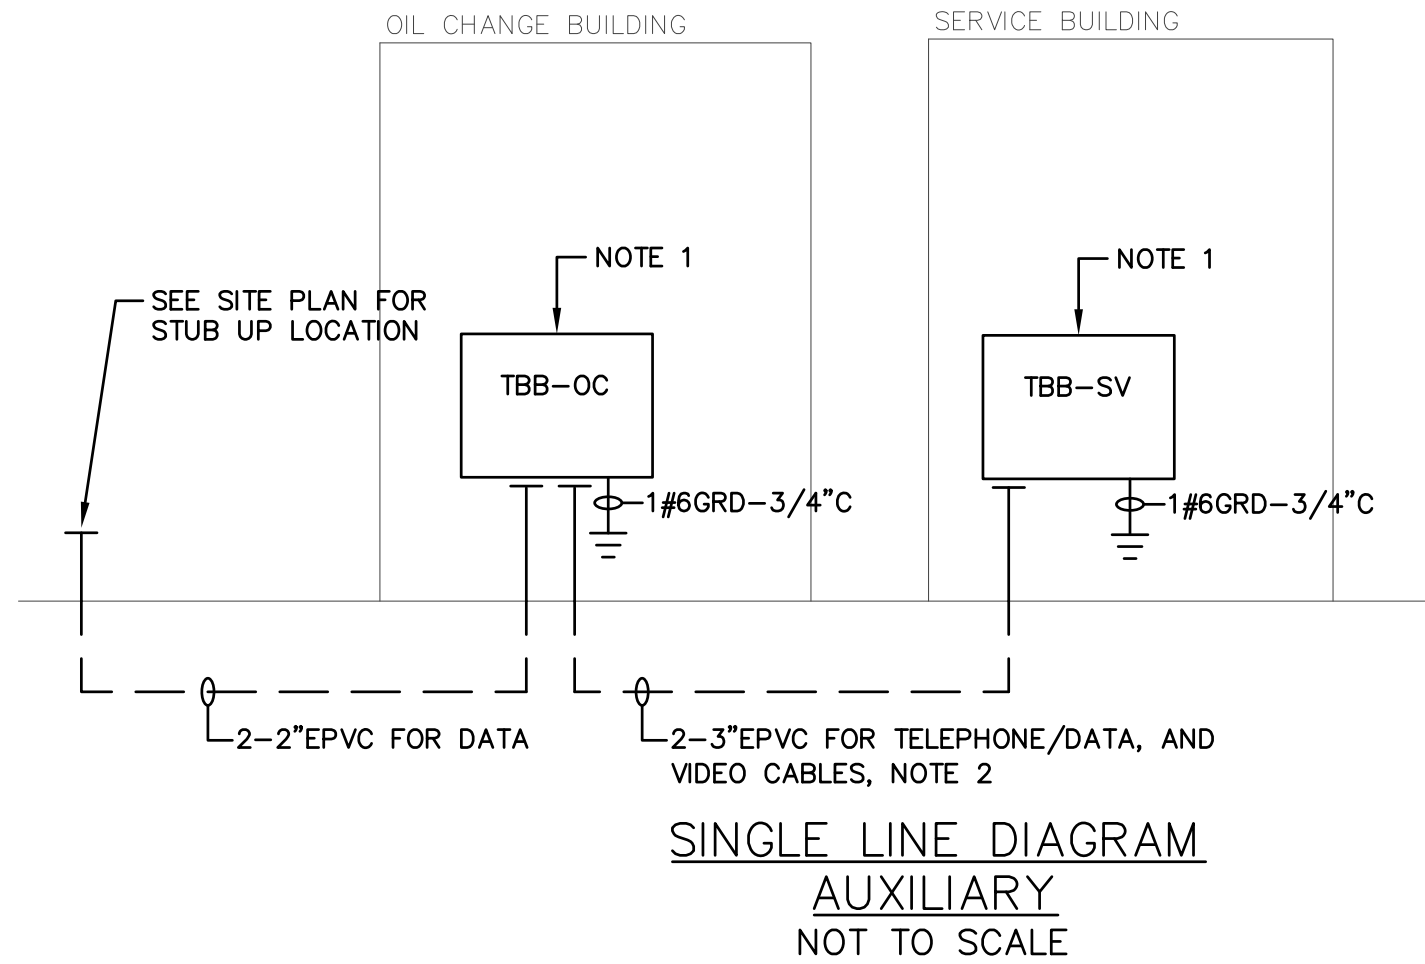 OIL CHANGE BUILDING
SERVICE BUILDING
NOTE 1
NOTE 1
SEE SITE PLAN FOR
STUB UP LOCATION
TBB-OC
TBB-SV
1#6GRD-3/4"C
1#6GRD-3/4"C
2-2"EPVC FOR DATA
2-3"EPVC FOR TELEPHONE/DATA, AND
VIDEO CABLES, NOTE 2
SINGLE LINE DIAGRAM
AUXILIARY
NOT TO SCALE